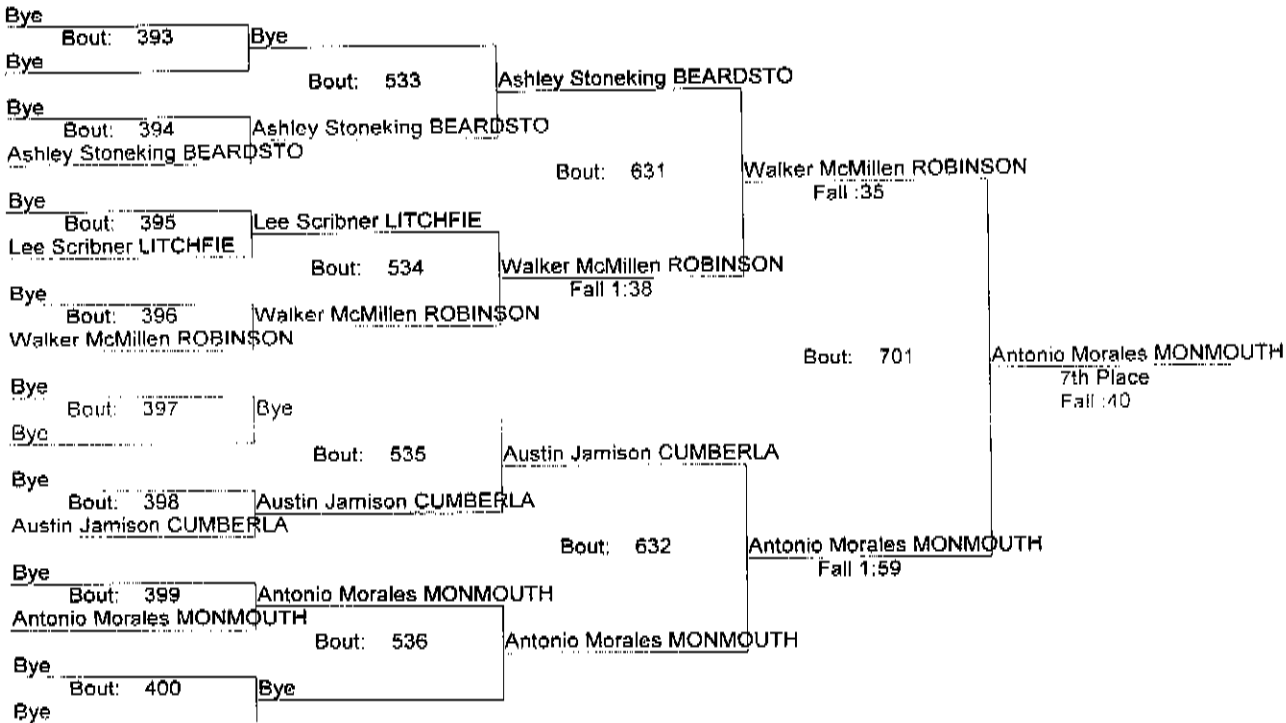 Bye
Bout: 393 Bye
Bye
Bout: 533 Ashley Stoneking BEARDSTO
Bye
Bout: 394 Ashley Stoneking BEARDSTO
Ashley Stoneking BEARDSTO
Bout: 631 Walker McMillen ROBINSON
Fall :35
Bye
Bout: 395 Lee Scribner LITCHFIE
Lee Scribner LITCHFIE
Bout: 534 Walker McMillen ROBINSON
Fall 1:38
Bye
Bout: 396 Walker McMillen ROBINSON
Walker McMillen ROBINSON
Bout: 701 Antonio Morales MONMOUTH
7th Place
Fall :40
Bye
Bout: 397 Bye
Bye
Bout: 535 Austin Jamison CUMBERLA
Bye
Bout: 398 Austin Jamison CUMBERLA
Austin Jamison CUMBERLA
Bout: 632 Antonio Morales MONMOUTH
Fall 1:59
Bye
Bout: 399 Antonio Morales MONMOUTH
Antonio Morales MONMOUTH
Bout: 536 Antonio Morales MONMOUTH
Bye
Bout: 400 Bye
Bye